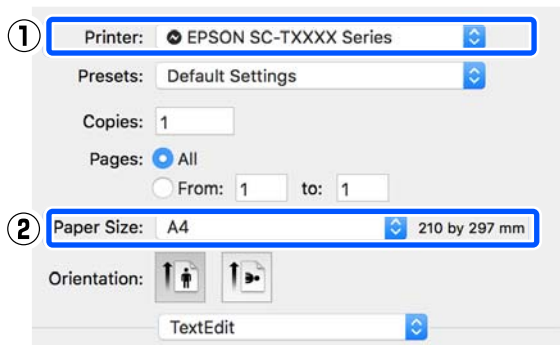 ① Printer: EPSON SC-TXXXX Series
Presets: Default Settings
Copies: 1
Pages: All
From: 1 to: 1
② Paper Size: A4 210 by 297 mm
Orientation:
TextEdit